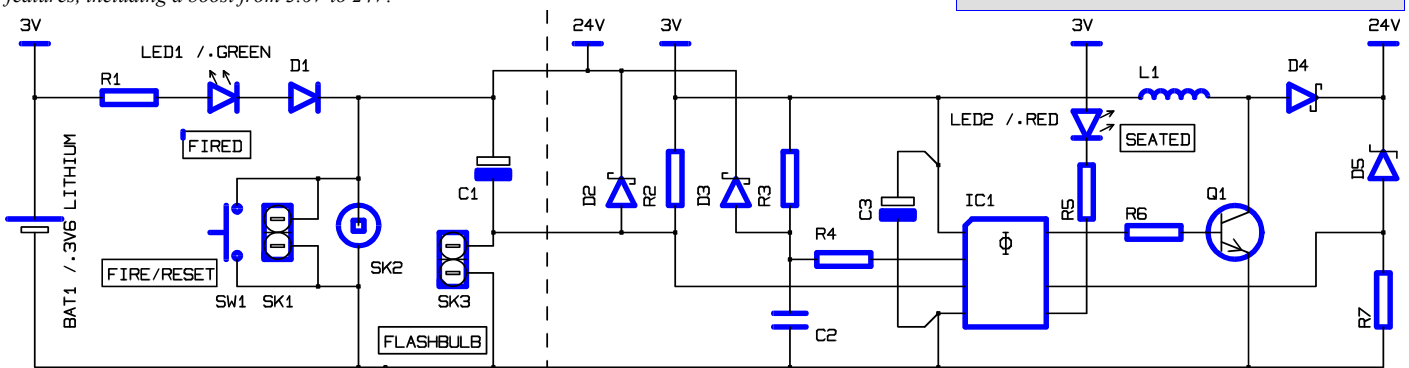 features, including a boost from 3.6V to 24V!
3V
24V
3V
3V
24V
LED1 /.GREEN
D1
R1
L1
D4
LED2 /.RED
SEATED
FIRED
BAT1 /.3V6 LITHIUM
C1
D2
R2
D3
R3
C3
IC1
R5
R6
Q1
D5
Φ
R4
FIRE/RESET
SW1
SK1
SK2
SK3
FLASHBULB
C2
R7